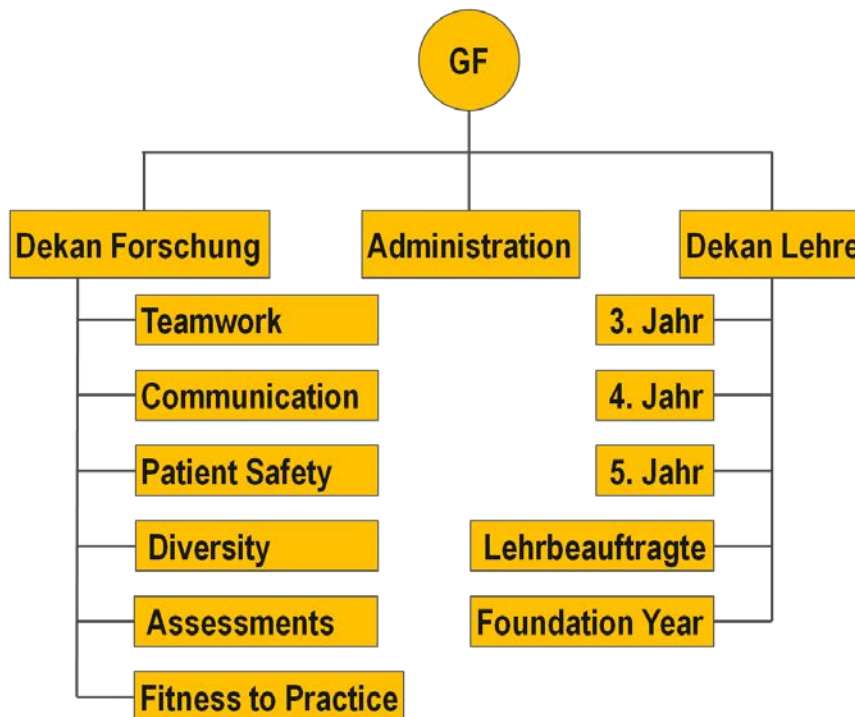 GF
Dekan Forschung
Administration
Dekan Lehre
Teamwork
Communication
Patient Safety
Diversity
Assessments
Fitness to Practice
3. Jahr
4. Jahr
5. Jahr
Lehrbeauftragte
Foundation Year